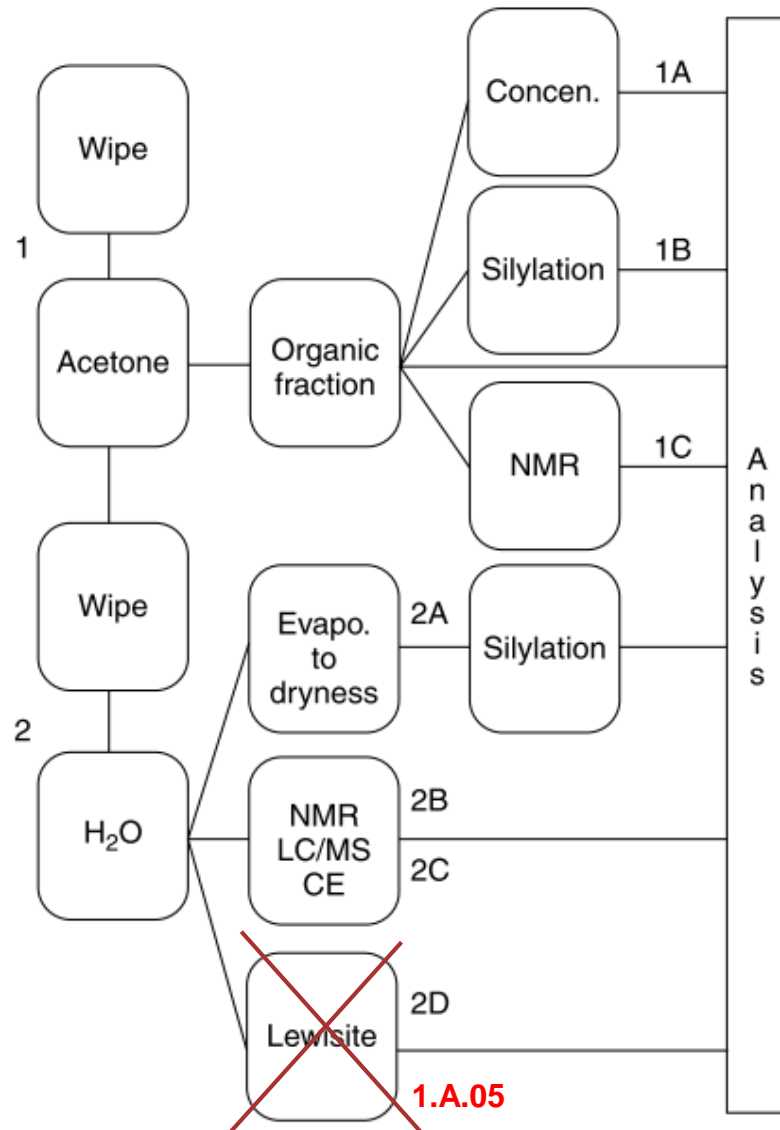 Concen.
1A
Wipe
1
Silylation
1B
Acetone
Organic
fraction
NMR
1C
Analysis
Wipe
Evapo.
to
dryness
2A
Silylation
2
H₂O
NMR
LC/MS
CE
2B
2C
Lewisite
2D
1.A.05